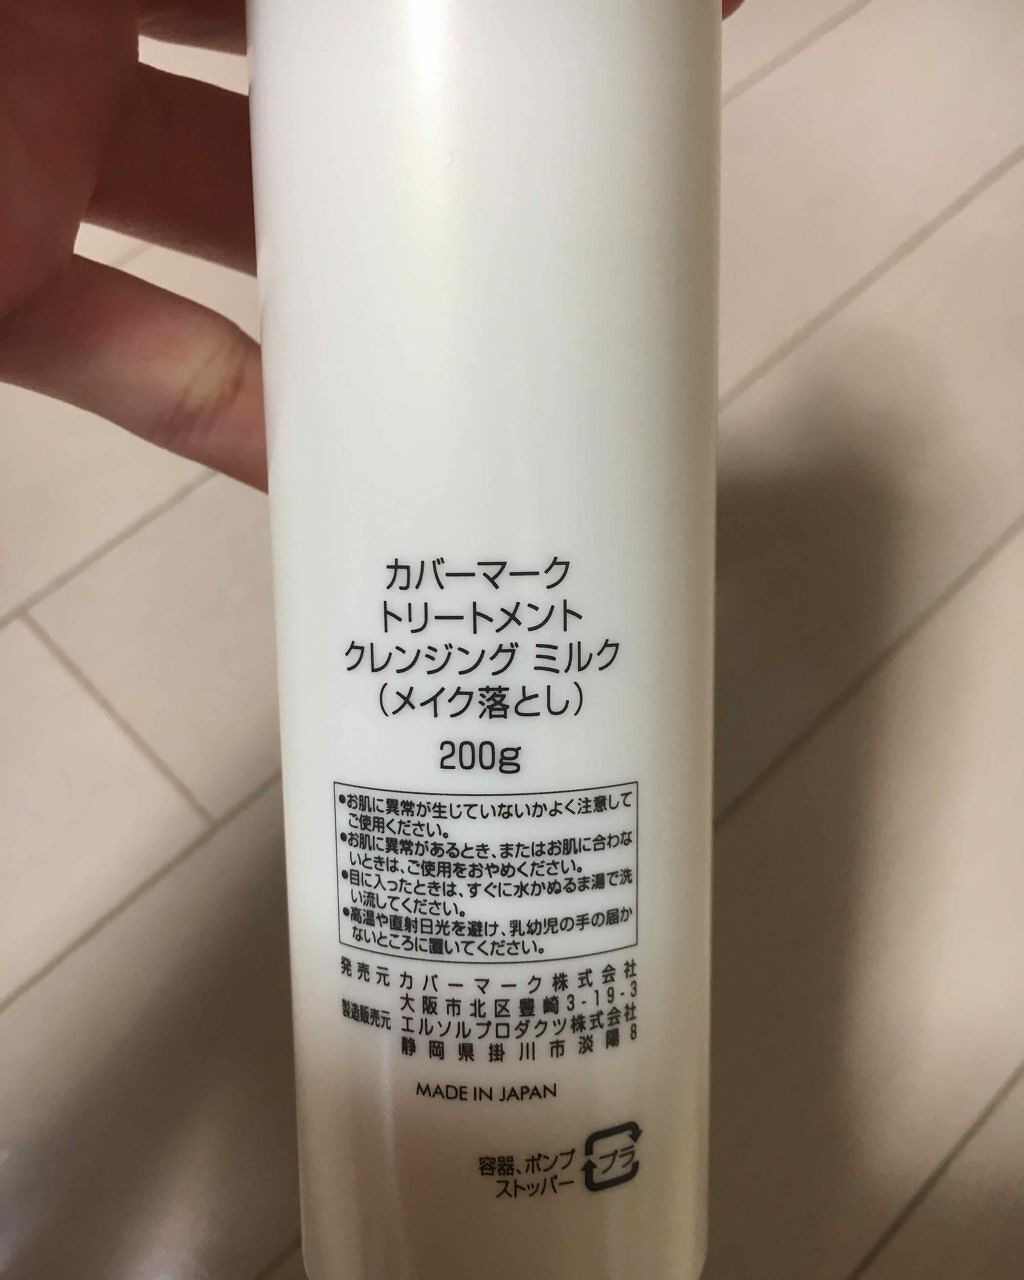 カバーマーク
トリートメント
クレンジング ミルク
（メイク落とし）
200g
●お肌に異常が生じていないかよく注意して
ご使用ください。
●お肌に異常があるとき、またはお肌に合わな
いときは、ご使用をおやめください。
●目に入ったときは、すぐに水かぬるま湯で洗
い流してください。
●高温や直射日光を避け、乳幼児の手の届か
ないところに置いてください。
発売元 カバーマーク株式会社
大阪市北区豊崎3-19-3
製造販売元 エルソルプロダクツ株式会社
静岡県掛川市淡陽8
MADE IN JAPAN
容器、ポンプ
ストッパー
プラ